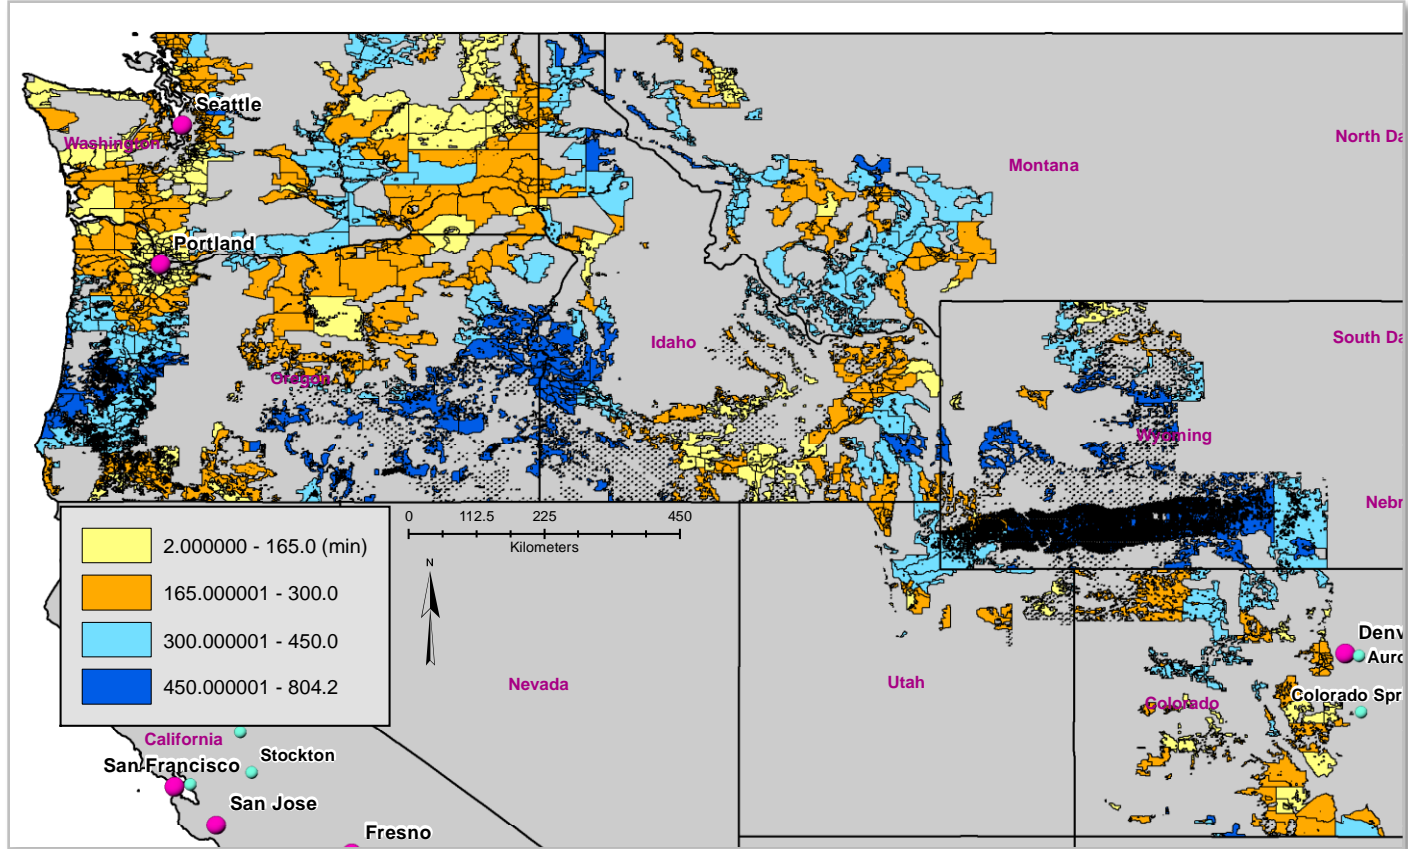 Seattle
Washington
North Da
Montana
Portland
Idaho
South Da
Oregon
Wyoming
Nebr
0 112.5 225 450
Kilometers
2.000000 - 165.0 (min)
165.000001 - 300.0
300.000001 - 450.0
450.000001 - 804.2
N
Denv
Auro
Nevada
Utah
Colorado Spr
Colorado
California
Stockton
San Francisco
San Jose
Fresno